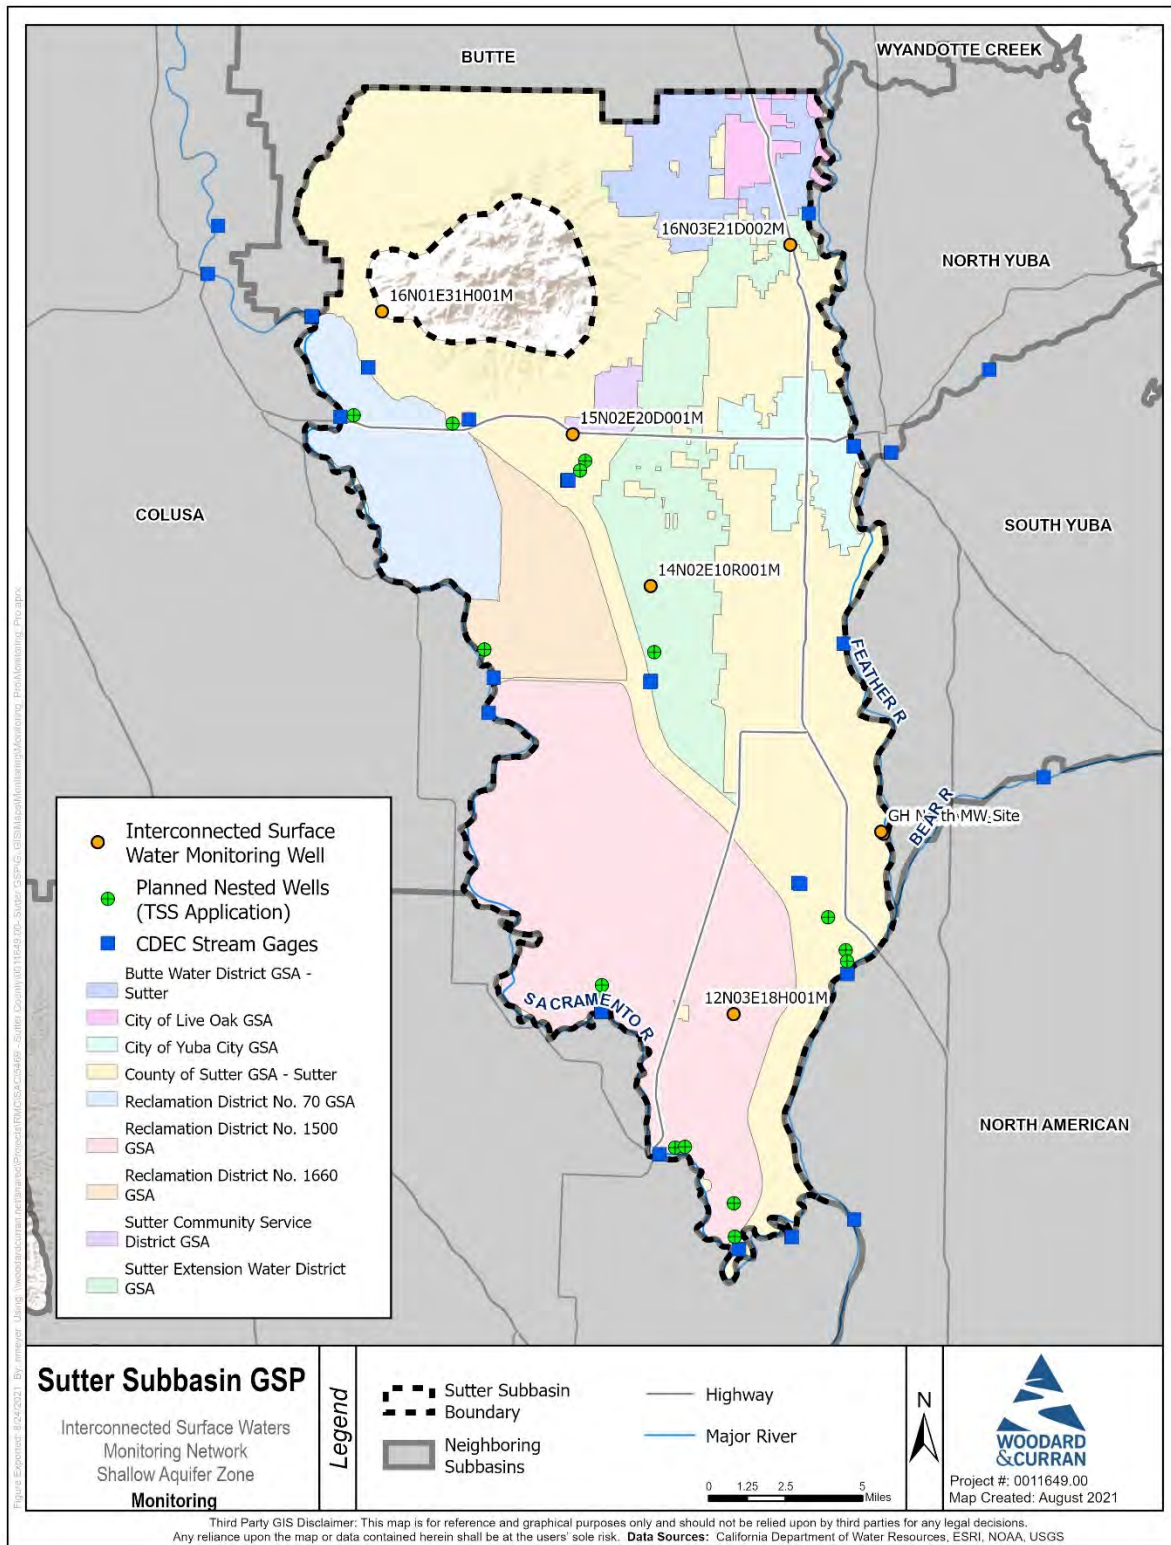 BUTTE
WYANDOTTE CREEK
16N03E21D002M
NORTH YUBA
16N01E31H001M
15N02E20D001M
COLUSA
SOUTH YUBA
14N02E10R001M
FEATHER R
GH North MW Site
BEAR R
SACRAMENTO R
12N03E18H001M
NORTH AMERICAN
Interconnected Surface
Water Monitoring Well
Planned Nested Wells
(TSS Application)
CDEC Stream Gages
Butte Water District GSA -
Sutter
City of Live Oak GSA
City of Yuba City GSA
County of Sutter GSA - Sutter
Reclamation District No. 70 GSA
Reclamation District No. 1500
GSA
Reclamation District No. 1660
GSA
Sutter Community Service
District GSA
Sutter Extension Water District
GSA
Sutter Subbasin GSP
Interconnected Surface Waters
Monitoring Network
Shallow Aquifer Zone
Monitoring
Legend
Sutter Subbasin
Boundary
Neighboring
Subbasins
Highway
Major River
0 1.25 2.5 5
Miles
N
WOODARD
&CURRAN
Project #: 0011649.00
Map Created: August 2021
Third Party GIS Disclaimer: This map is for reference and graphical purposes only and should not be relied upon by third parties for any legal decisions.
Any reliance upon the map or data contained herein shall be at the users' sole risk. Data Sources: California Department of Water Resources, ESRI, NOAA, USGS